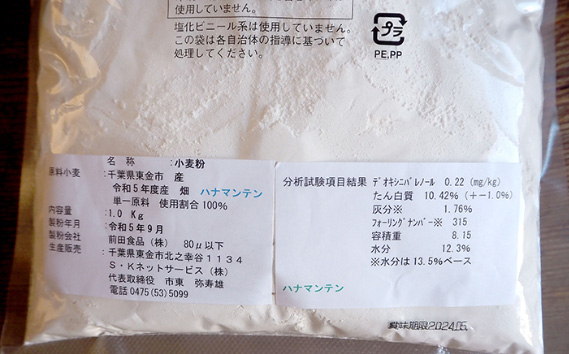 使用していません。
塩化ビニール系は使用していません。
この袋は各自治体の指導に基づいて
処理してください。
プラ
PE,PP
名 称 :小麦粉
原料小麦 :千葉県東金市 産
令和5年度産 畑 ハナマンテン
単一原料 使用割合100%
内容量 :1.0 Kg
製粉年月 :令和5年9月
製粉会社 前田食品(株) 80μ以下
生産販売 :千葉県東金市北之幸谷1134
S・Kネットサービス(株)
代表取締役 市東 弥寿雄
電話0475(53)5099
分析試験項目結果 デオキシニバレノール 0.22 (mg/kg)
たん白質 10.42% (+-1.0%)
灰分※ 1.76%
フォーリングナンバー※ 315
容積重 8.15
水分 12.3%
※水分は13.5%ベース
ハナマンテン
賞味期限2024.